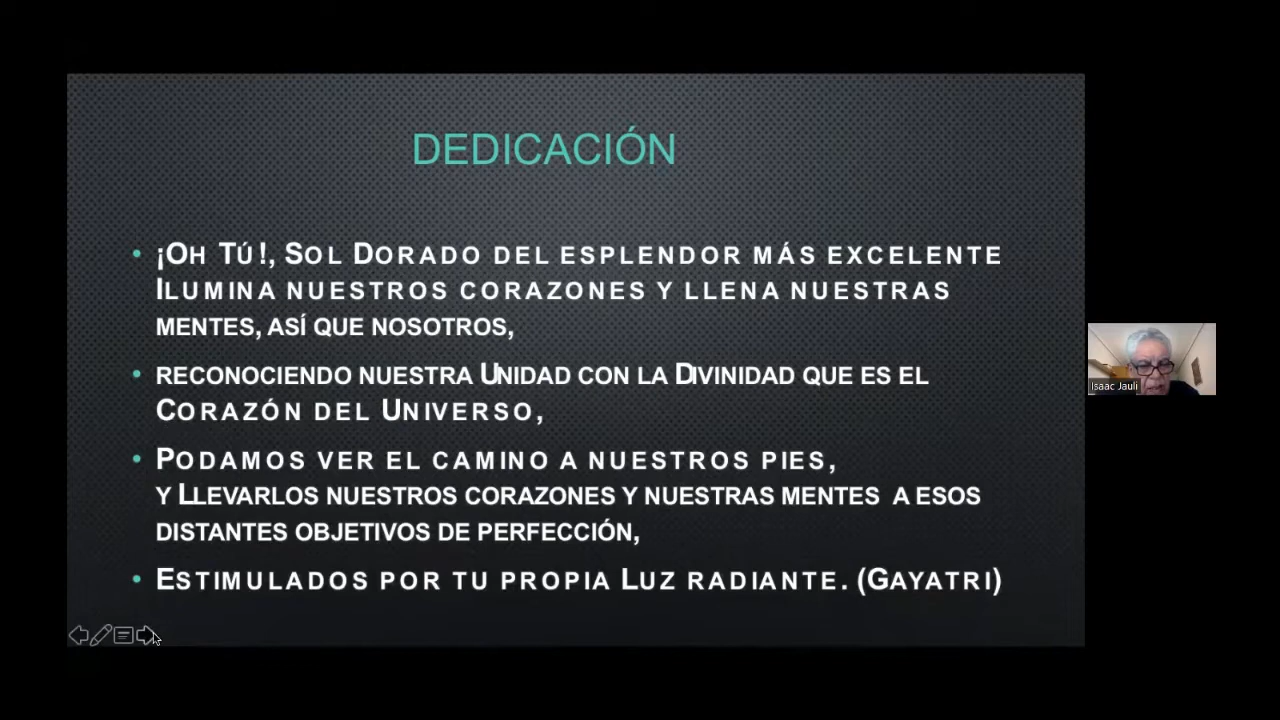 DEDICACIÓN
• ¡Oh Tú!, Sol Dorado del esplendor más excelente
Ilumina nuestros corazones y llena nuestras
mentes, así que nosotros,
• reconociendo nuestra Unidad con la Divinidad que es el
Corazón del Universo,
• Podamos ver el camino a nuestros pies,
y Llevarlos nuestros corazones y nuestras mentes a esos
distantes objetivos de perfección,
• Estimulados por tu propia Luz radiante. (Gayatri)
Isaac Jauli